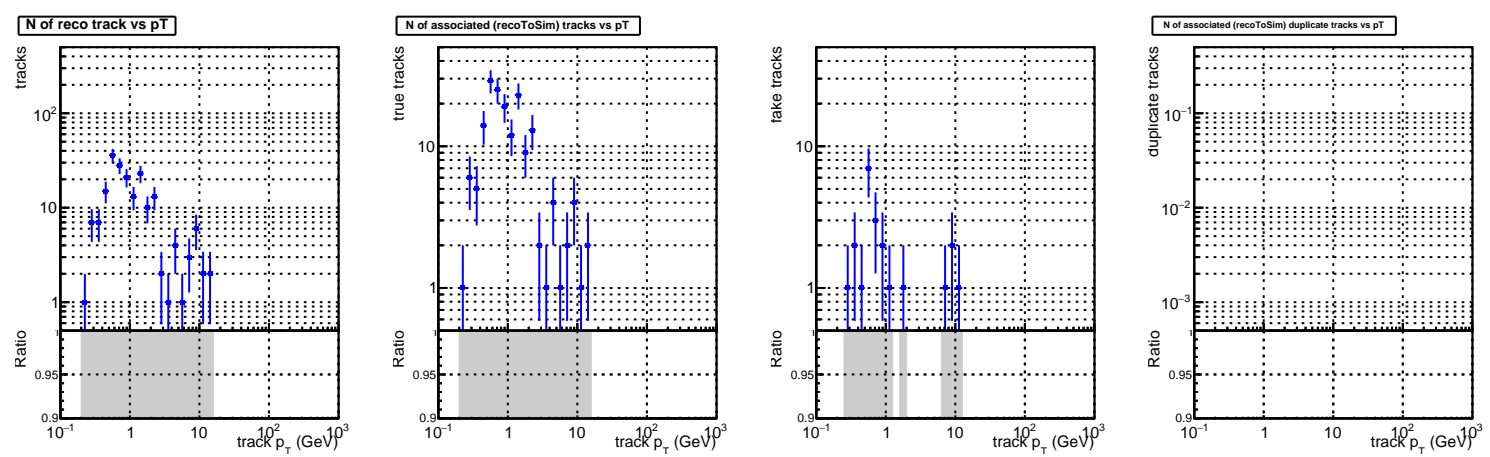 N of reco track vs pT
tracks
10²
10
1
Ratio
1
0.95
0.9
10⁻¹ 1 10 10² 10³
track p_T (GeV)
N of associated (recoToSim) tracks vs pT
true tracks
10
1
Ratio
1
0.95
0.9
10⁻¹ 1 10 10² 10³
track p_T (GeV)
fake tracks
10
1
Ratio
1
0.95
0.9
10⁻¹ 1 10 10² 10³
track p_T (GeV)
N of associated (recoToSim) duplicate tracks vs pT
duplicate tracks
10⁻¹
10⁻²
10⁻³
Ratio
1
0.95
0.9
10⁻¹ 1 10 10² 10³
track p_T (GeV)